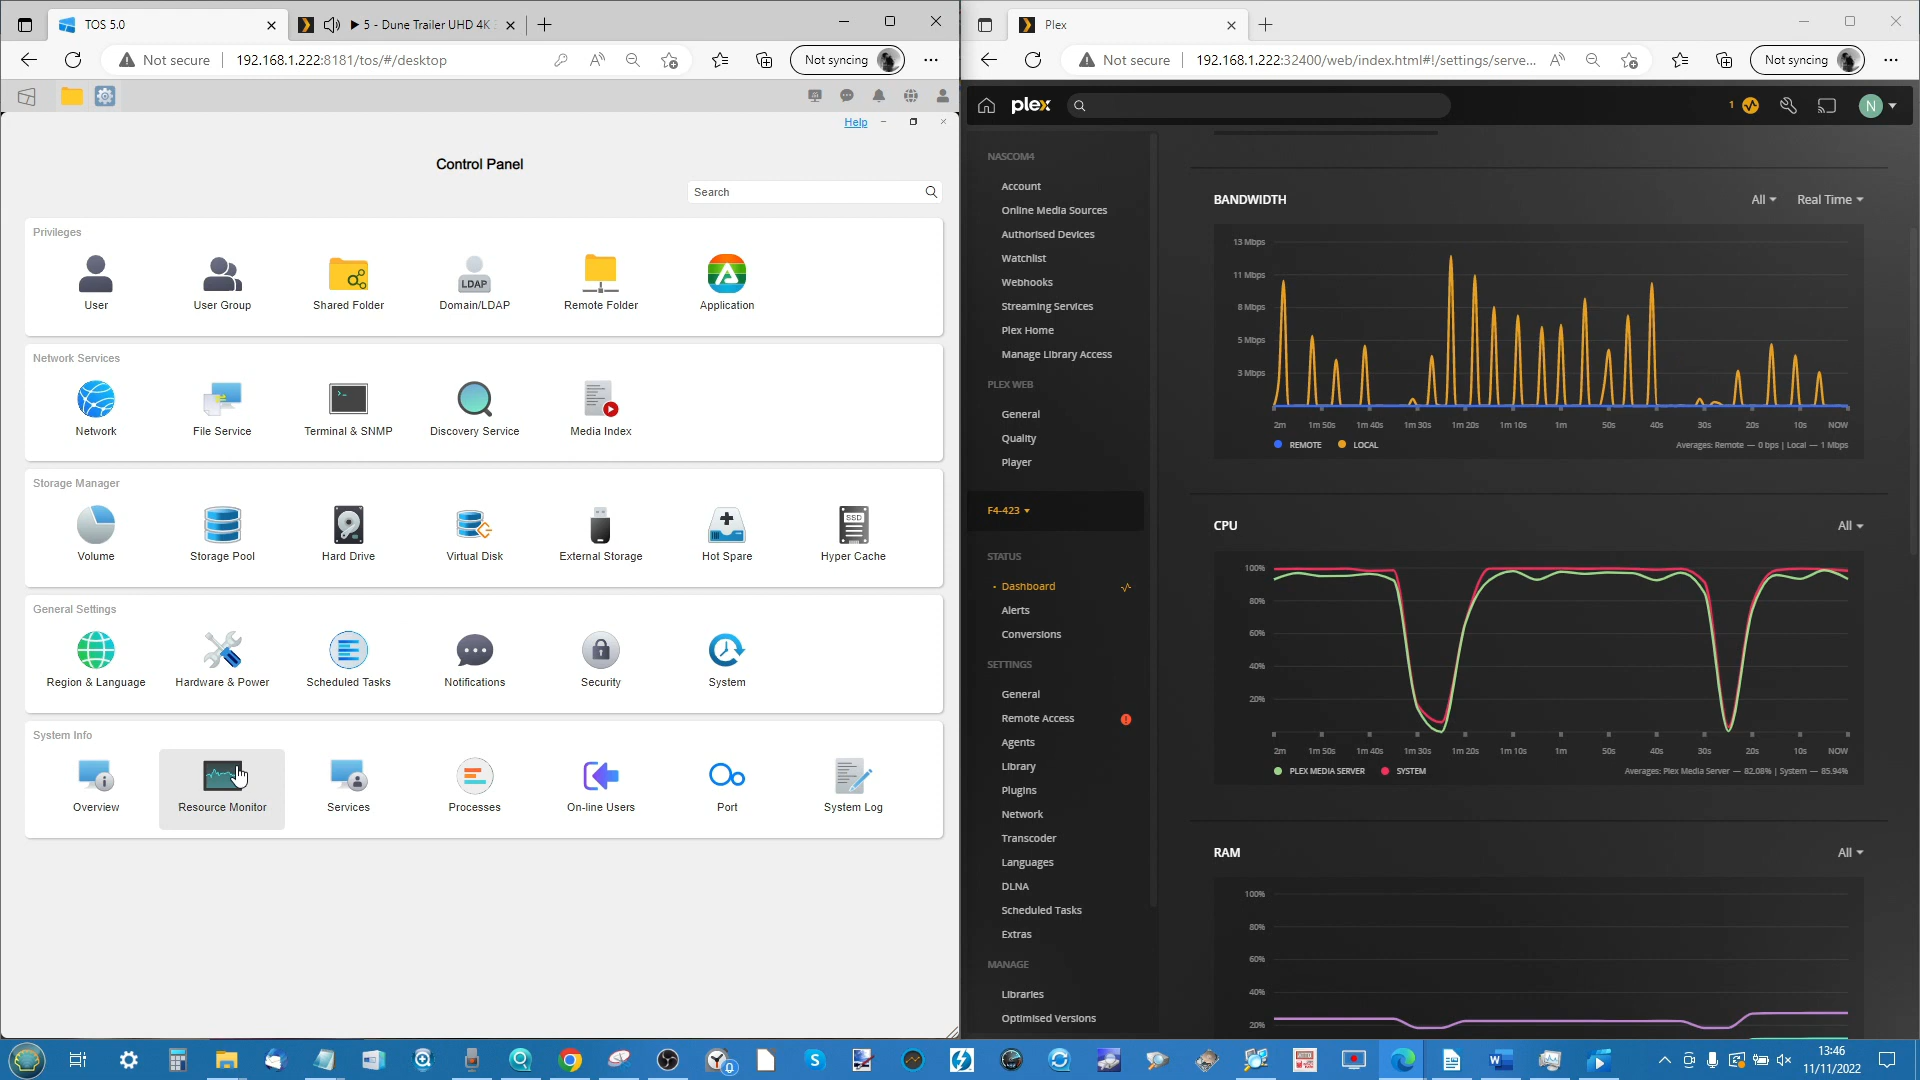 TOS 5.0
5 - Dune Trailer UHD 4K
Not secure
192.168.1.222:8181/tos/#/desktop
Not syncing
Help
Control Panel
Search
Privileges
User
User Group
Shared Folder
LDAP
Domain/LDAP
Remote Folder
Application
Network Services
Network
File Service
Terminal & SNMP
Discovery Service
Media Index
Storage Manager
Volume
Storage Pool
Hard Drive
Virtual Disk
External Storage
Hot Spare
SSD
Hyper Cache
General Settings
Region & Language
Hardware & Power
Scheduled Tasks
Notifications
Security
System
System Info
Overview
Resource Monitor
Services
Processes
On-line Users
Port
System Log
Plex
Not secure
192.168.1.222:32400/web/index.html#!/settings/serve...
Not syncing
plex
1
N
NASCOM4
Account
Online Media Sources
Authorised Devices
Watchlist
Webhooks
Streaming Services
Plex Home
Manage Library Access
PLEX WEB
General
Quality
Player
F4-423
STATUS
Dashboard
Alerts
Conversions
SETTINGS
General
Remote Access
Agents
Library
Plugins
Network
Transcoder
Languages
DLNA
Scheduled Tasks
Extras
MANAGE
Libraries
Optimised Versions
BANDWIDTH
All
Real Time
13 Mbps
11 Mbps
8 Mbps
5 Mbps
3 Mbps
2m 1m 50s 1m 40s 1m 30s 1m 20s 1m 10s 1m 50s 40s 30s 20s 10s NOW
REMOTE LOCAL
Averages: Remote — 0 bps | Local — 1 Mbps
CPU
All
100%
80%
60%
40%
20%
2m 1m 50s 1m 40s 1m 30s 1m 20s 1m 10s 1m 50s 40s 30s 20s 10s NOW
PLEX MEDIA SERVER SYSTEM
Averages: Plex Media Server — 82.08% | System — 85.94%
RAM
All
100%
80%
60%
40%
20%
0
13:46
11/11/2022